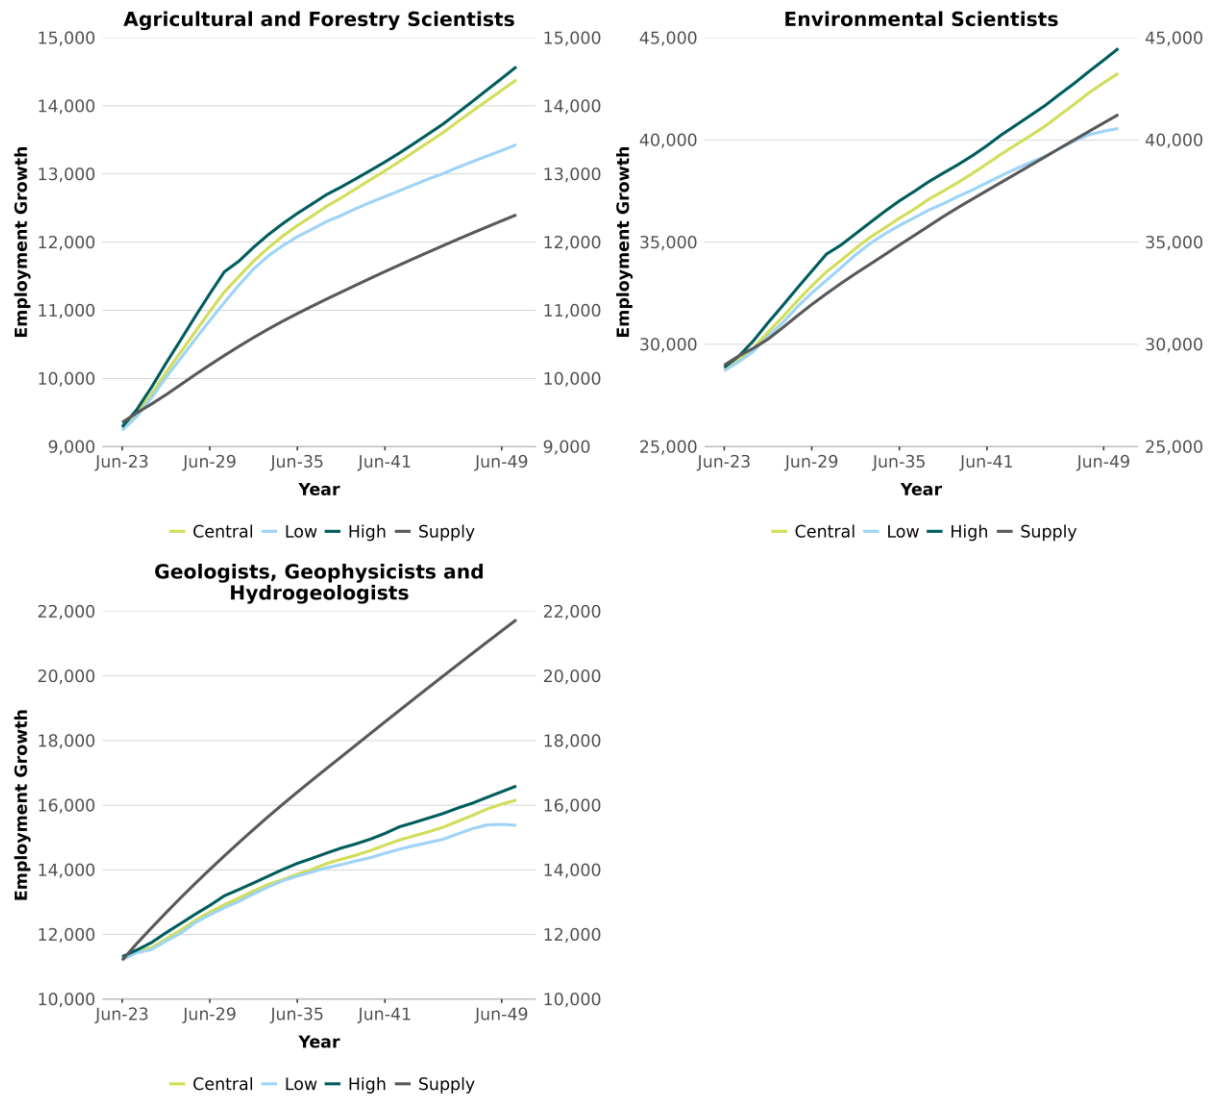 Agricultural and Forestry Scientists
15,000
14,000
13,000
12,000
11,000
10,000
9,000
15,000
14,000
13,000
12,000
11,000
10,000
9,000
Employment Growth
Jun-23 Jun-29 Jun-35 Jun-41 Jun-49
Year
Central Low High Supply
Environmental Scientists
45,000
40,000
35,000
30,000
25,000
45,000
40,000
35,000
30,000
25,000
Employment Growth
Jun-23 Jun-29 Jun-35 Jun-41 Jun-49
Year
Central Low High Supply
Geologists, Geophysicists and
Hydrogeologists
22,000
20,000
18,000
16,000
14,000
12,000
10,000
22,000
20,000
18,000
16,000
14,000
12,000
10,000
Employment Growth
Jun-23 Jun-29 Jun-35 Jun-41 Jun-49
Year
Central Low High Supply